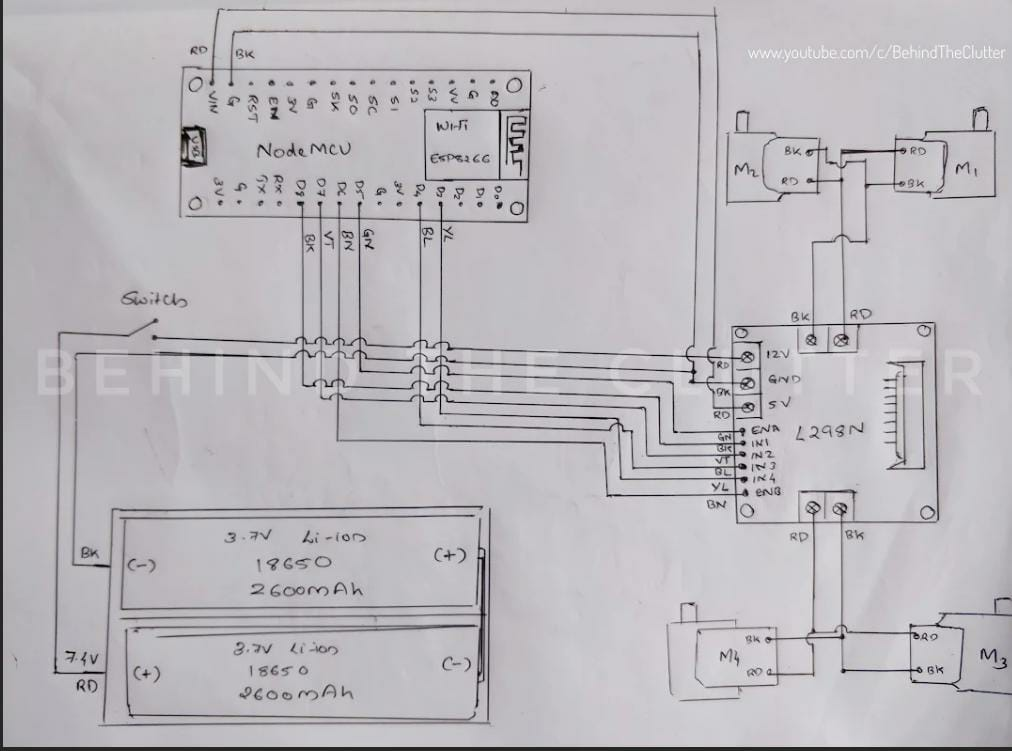 www.youtube.com/c/BehindTheClutter
RD
BK
VIN
G
RST
EN
3V
G
SK
SO
SC
S1
S2
S3
VV
G
NodeMCU
Wi-Fi
ESP8266
USB
3V
G
TX
RX
D8
D7
D6
D5
G
3V
D4
D3
D2
D1
D0
BK
VT
BN
GN
BL
YL
M2
BK
RD
RD
BK
M1
Switch
BK
RD
BEHIND THE CLUTTER
RD
12V
BK
GND
RD
5V
L298N
GN
ENA
BK
IN1
VT
IN2
BL
IN3
YL
IN4
BN
ENB
RD
BK
BK
(-)
3.7V Li-ion
18650
2600mAh
(+)
7.4V
RD
(+)
3.7V Li-ion
18650
2600mAh
(-)
M4
BK
RD
RD
BK
M3